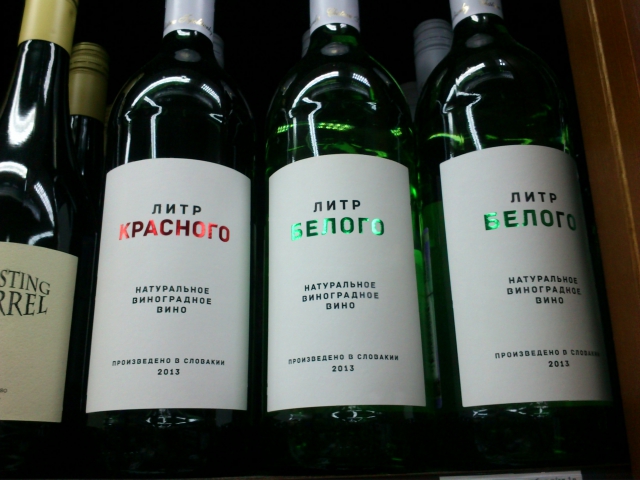 ЛИТР
КРАСНОГО
НАТУРАЛЬНОЕ
ВИНОГРАДНОЕ
ВИНО
ПРОИЗВЕДЕНО В СЛОВАКИИ
2013
ЛИТР
БЕЛОГО
НАТУРАЛЬНОЕ
ВИНОГРАДНОЕ
ВИНО
ПРОИЗВЕДЕНО В СЛОВАКИИ
2013
ЛИТР
БЕЛОГО
НАТУРАЛЬНОЕ
ВИНОГРАДНОЕ
ВИНО
ПРОИЗВЕДЕНО В СЛОВАКИИ
2013
STING
RREL